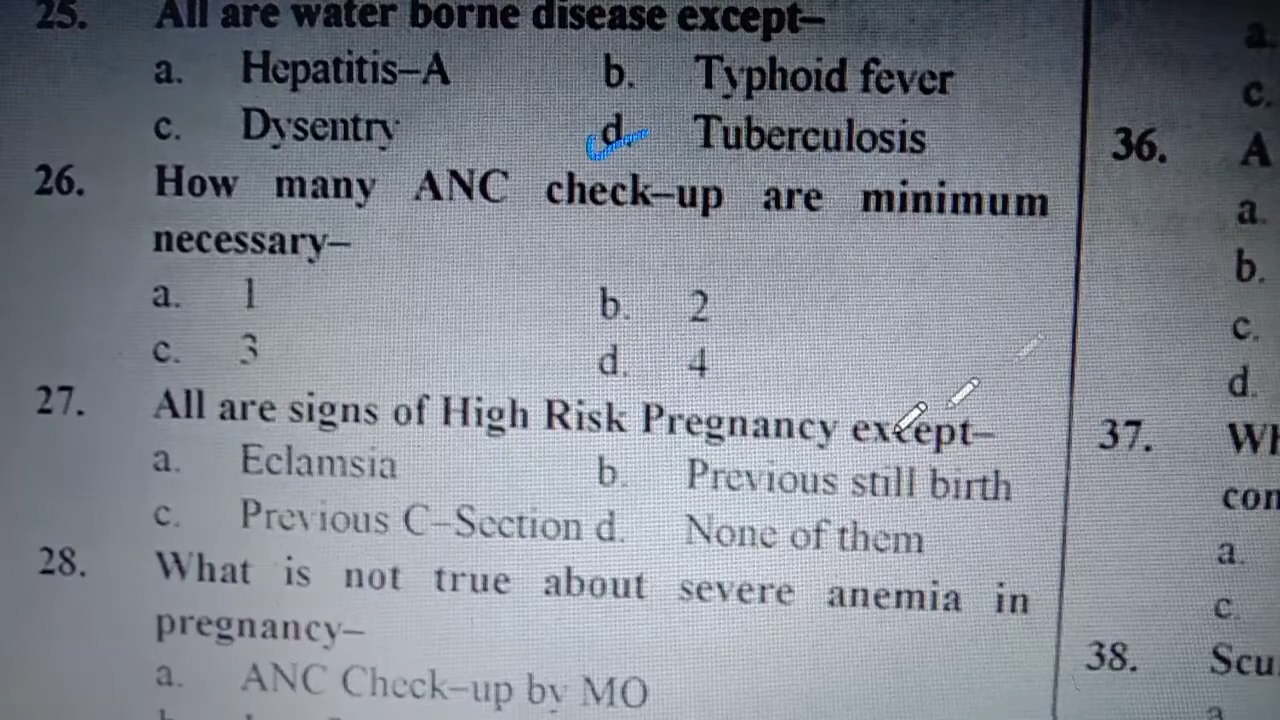 25. All are water borne disease except–
a. Hepatitis–A b. Typhoid fever
c. Dysentry d. Tuberculosis
26. How many ANC check–up are minimum
necessary–
a. 1 b. 2
c. 3 d. 4
27. All are signs of High Risk Pregnancy except–
a. Eclamsia b. Previous still birth
c. Previous C–Section d. None of them
28. What is not true about severe anemia in
pregnancy–
a. ANC Check–up by MO
a.
c.
36. A
a.
b.
c.
d.
37.
a.
c.
38.